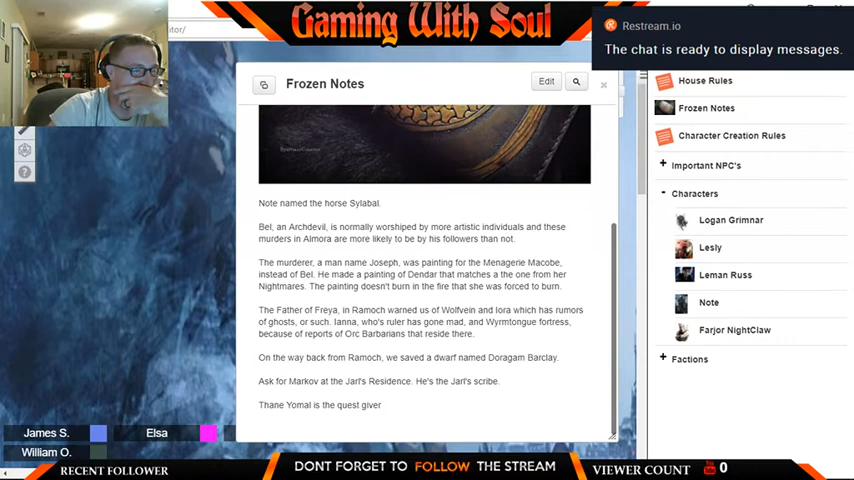 Gaming With Soul
Restream.io
The chat is ready to display messages.
itor/
Frozen Notes
Edit
Note named the horse Sylabal.
Bel, an Archdevil, is normally worshiped by more artistic individuals and these
murders in Almora are more likely to be by his followers than not.
The murderer, a man name Joseph, was painting for the Menagerie Macobe,
instead of Bel. He made a painting of Dendar that matches a the one from her
Nightmares. The painting doesn't burn in the fire that she was forced to burn.
The Father of Freya, in Ramoch warned us of Wolfvein and Iora which has rumors
of ghosts, or such. Ianna, who's ruler has gone mad, and Wyrmtongue fortress,
because of reports of Orc Barbarians that reside there.
On the way back from Ramoch, we saved a dwarf named Doragam Barclay.
Ask for Markov at the Jarl's Residence. He's the Jarl's scribe.
Thane Yomal is the quest giver
House Rules
Frozen Notes
Character Creation Rules
Important NPC's
Characters
Logan Grimnar
Lesly
Leman Russ
Note
Farjor NightClaw
Factions
James S.
Elsa
William O.
RECENT FOLLOWER
DONT FORGET TO FOLLOW THE STREAM
VIEWER COUNT
0